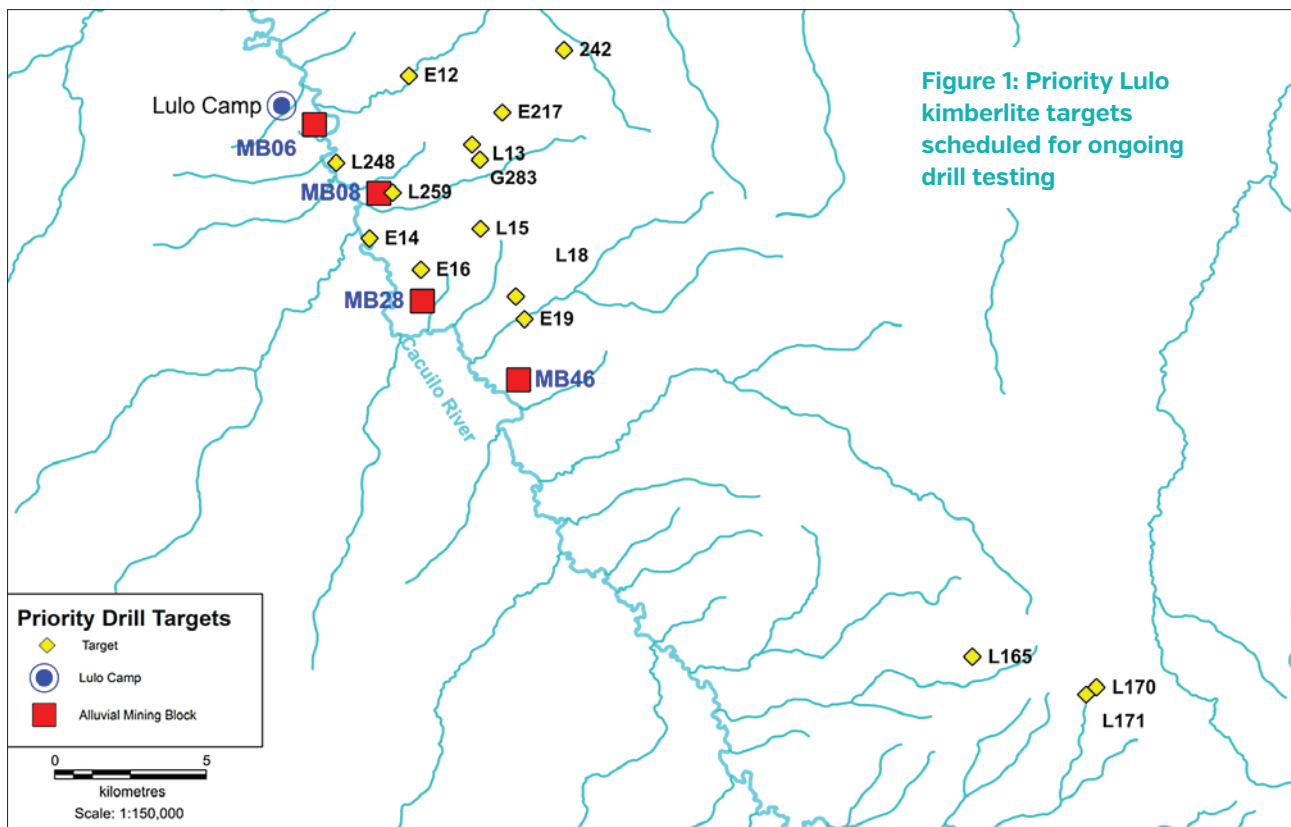 242
E12
Figure 1: Priority Lulo
kimberlite targets
scheduled for ongoing
drill testing
Lulo Camp
E217
MB06
L13
L248
G283
MB08
L259
L15
E14
L18
E16
MB28
E19
Cacuilo River
MB46
L165
L170
L171
Priority Drill Targets
Target
Lulo Camp
Alluvial Mining Block
0 5
kilometres
Scale: 1:150,000